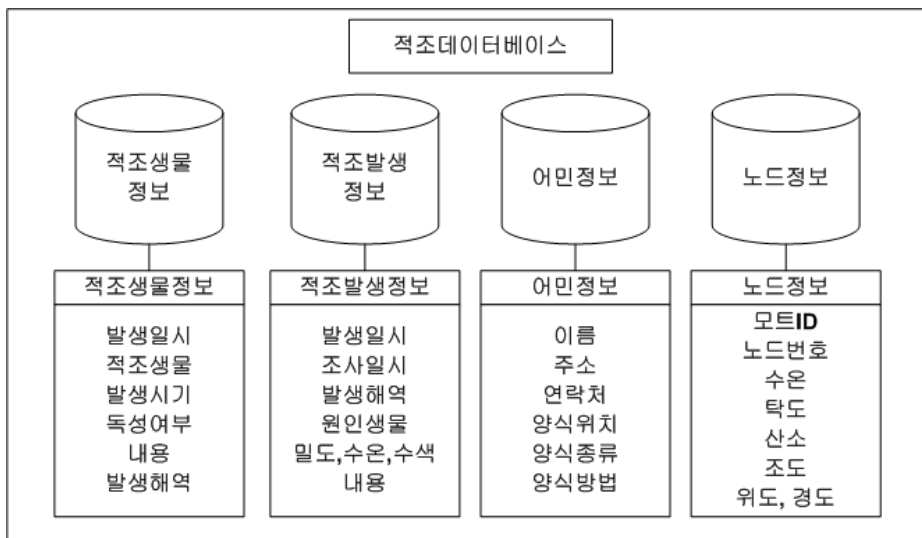 적조데이터베이스
적조생물
정보
적조발생
정보
어민정보
노드정보
적조생물정보
발생일시
적조생물
발생시기
독성여부
내용
발생해역
적조발생정보
발생일시
조사일시
발생해역
원인생물
밀도,수온,수색
내용
어민정보
이름
주소
연락처
양식위치
양식종류
양식방법
노드정보
모트ID
노드번호
수온
탁도
산소
조도
위도, 경도